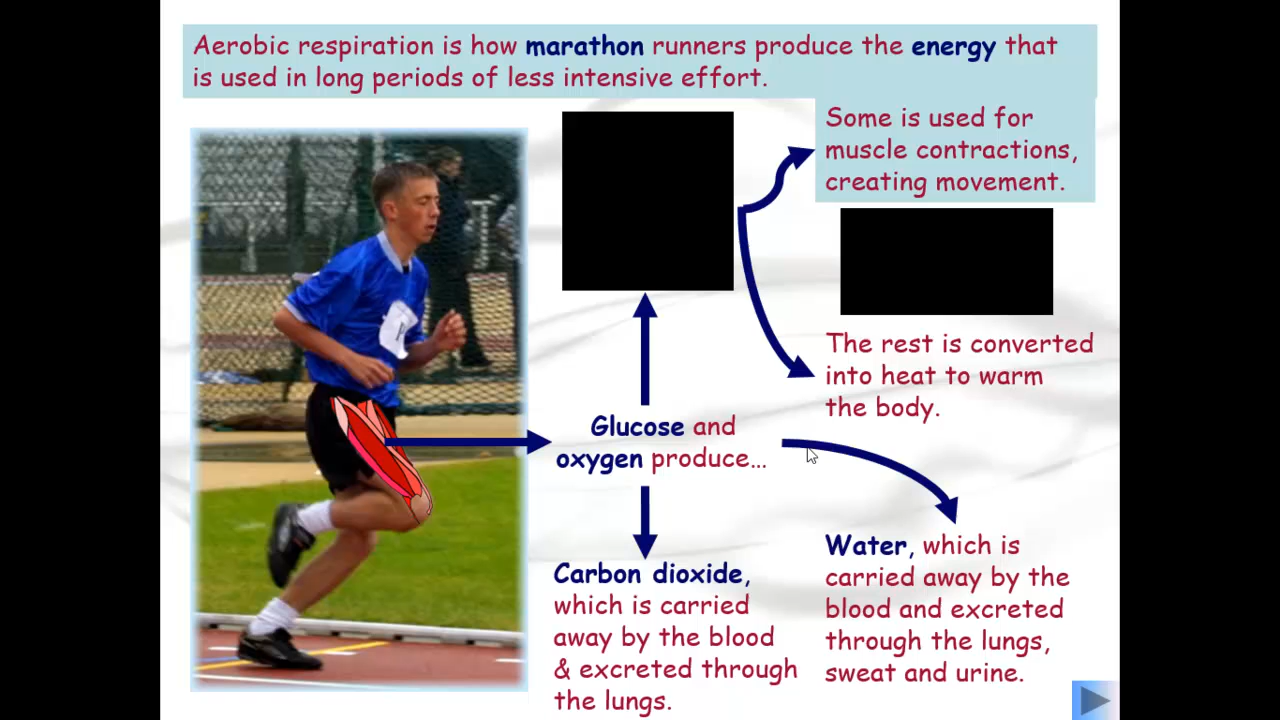 Aerobic respiration is how marathon runners produce the energy that
is used in long periods of less intensive effort.
Some is used for
muscle contractions,
creating movement.
The rest is converted
into heat to warm
the body.
Glucose and
oxygen produce…
Carbon dioxide,
which is carried
away by the blood
& excreted through
the lungs.
Water, which is
carried away by the
blood and excreted
through the lungs,
sweat and urine.